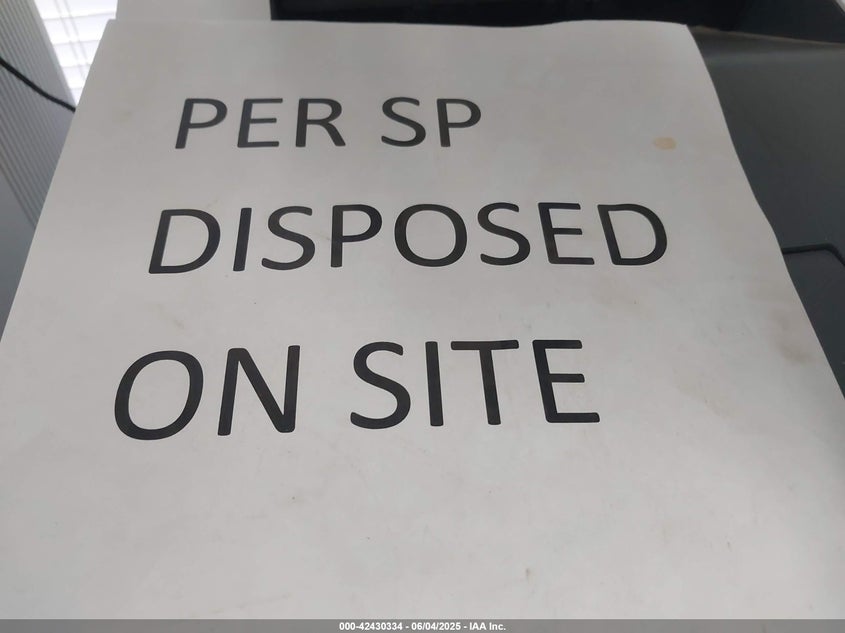 PER SP
DISPOSED
ON SITE
000-42430334 - 06/04/2025 - IAA Inc.